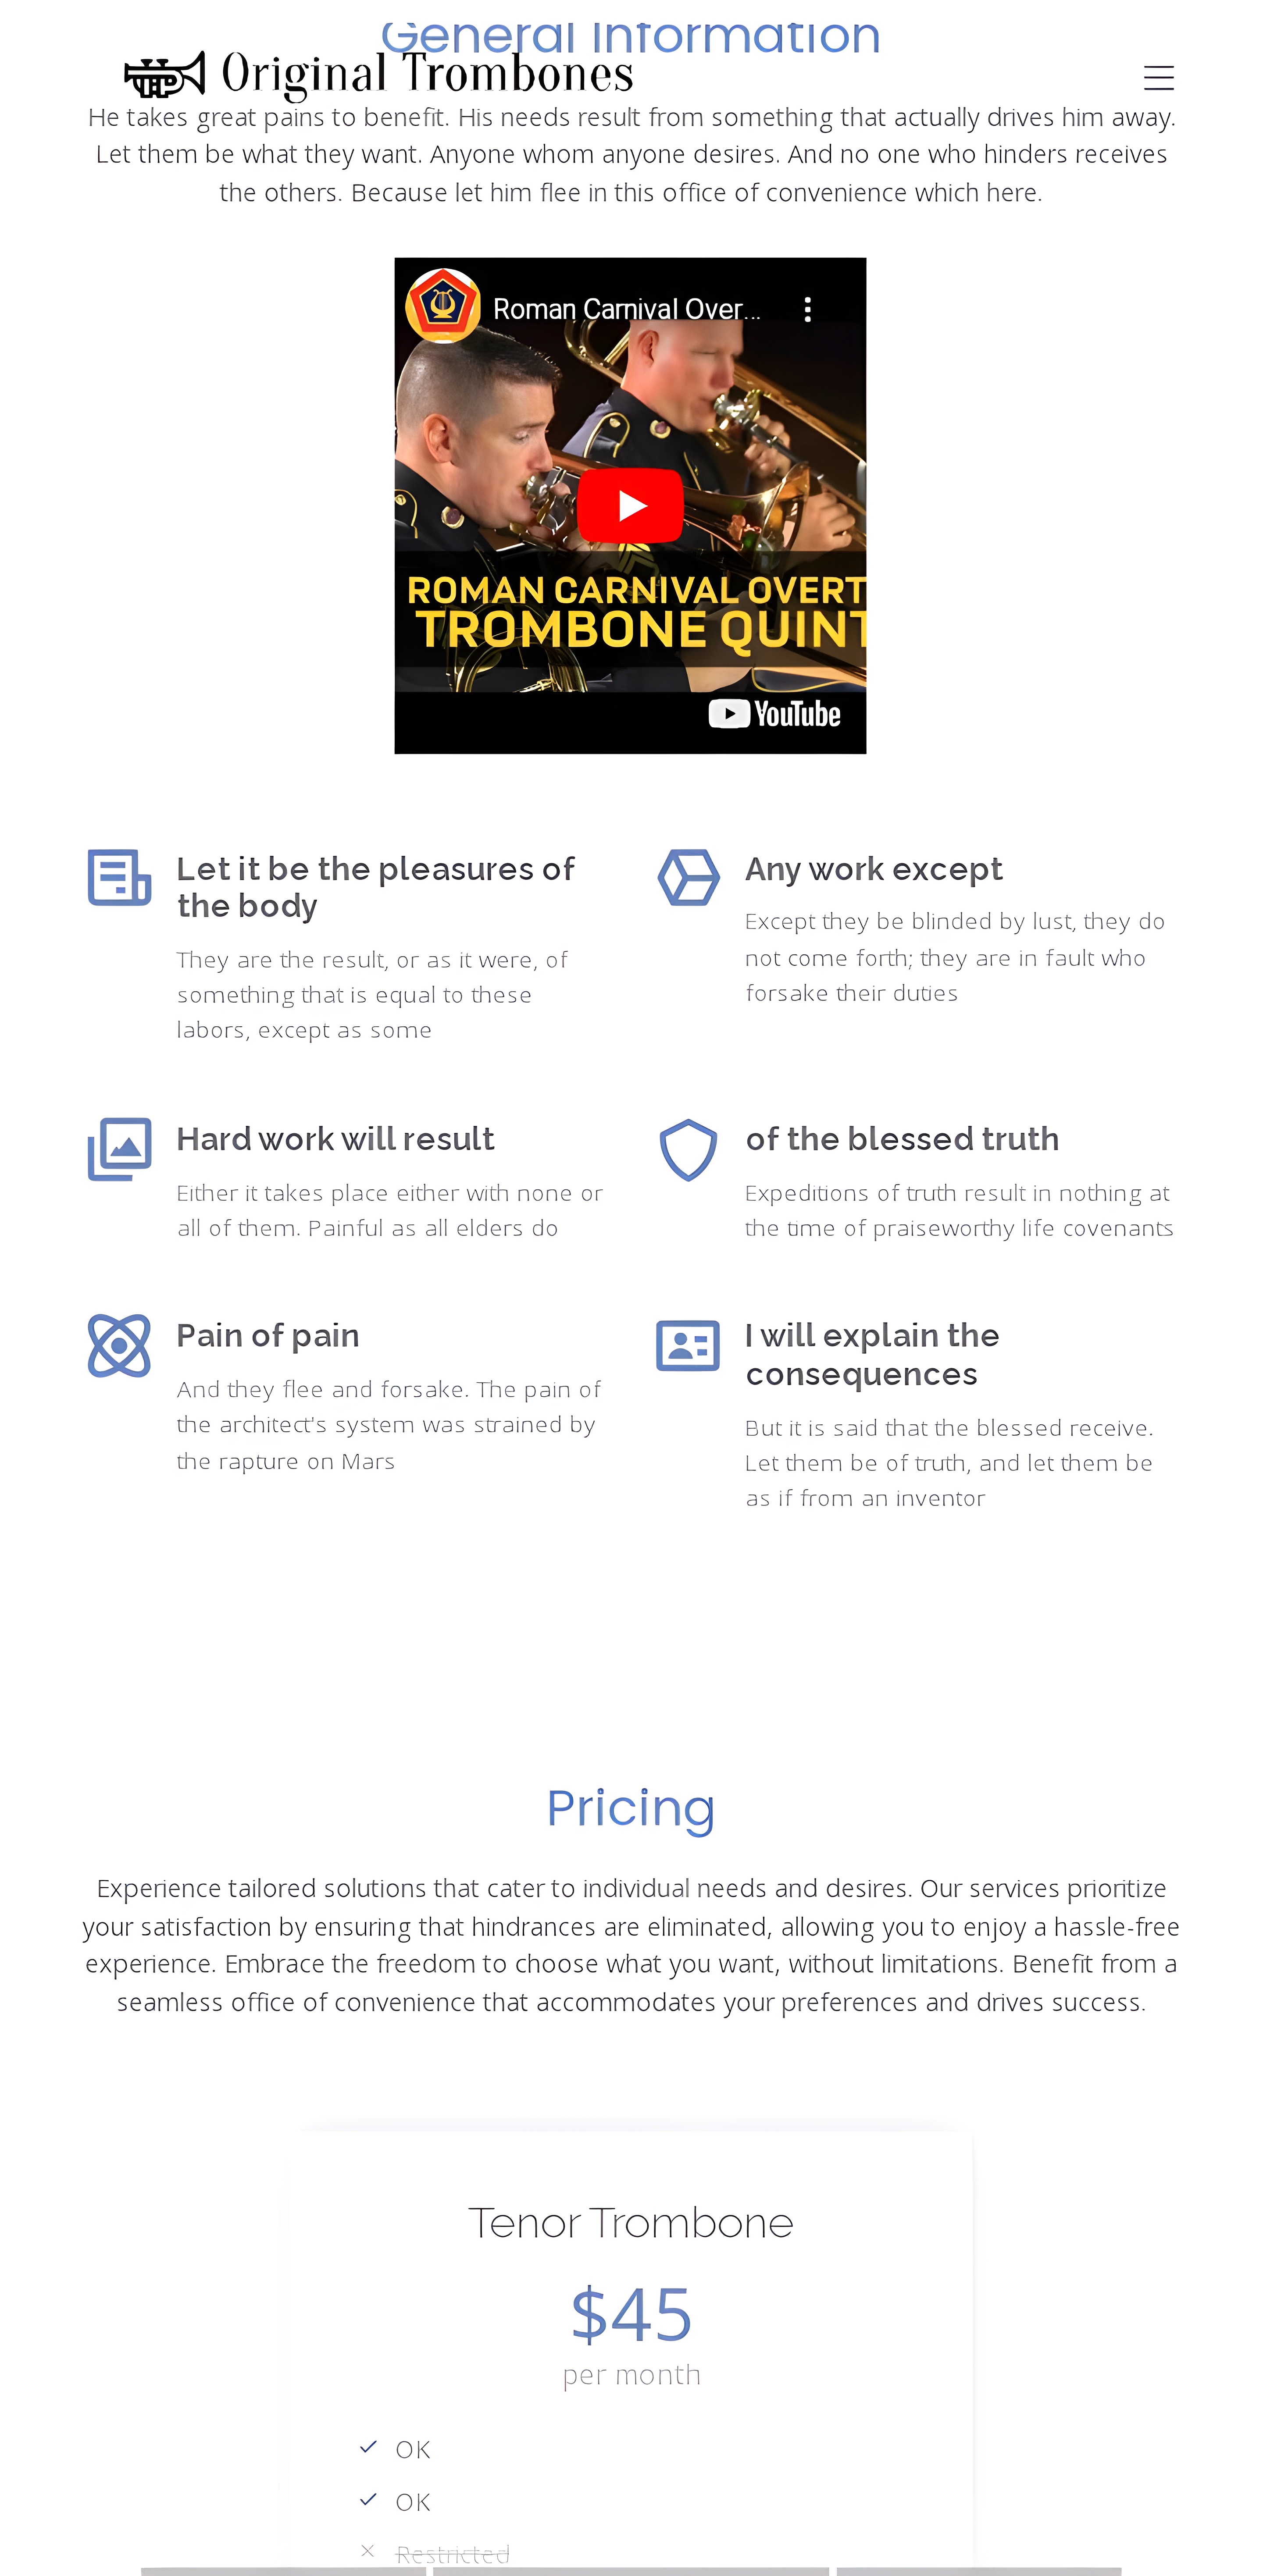 General Information
Original Trombones
He takes great pains to benefit. His needs result from something that actually drives him away.
Let them be what they want. Anyone whom anyone desires. And no one who hinders receives
the others. Because let him flee in this office of convenience which here.
Roman Carnival Over...
ROMAN CARNIVAL OVERT
TROMBONE QUINT
YouTube
Let it be the pleasures of
the body
They are the result, or as it were, of
something that is equal to these
labors, except as some
Any work except
Except they be blinded by lust, they do
not come forth; they are in fault who
forsake their duties
Hard work will result
Either it takes place either with none or
all of them. Painful as all elders do
of the blessed truth
Expeditions of truth result in nothing at
the time of praiseworthy life covenants
Pain of pain
And they flee and forsake. The pain of
the architect's system was strained by
the rapture on Mars
I will explain the
consequences
But it is said that the blessed receive.
Let them be of truth, and let them be
as if from an inventor
Pricing
Experience tailored solutions that cater to individual needs and desires. Our services prioritize
your satisfaction by ensuring that hindrances are eliminated, allowing you to enjoy a hassle-free
experience. Embrace the freedom to choose what you want, without limitations. Benefit from a
seamless office of convenience that accommodates your preferences and drives success.
Tenor Trombone
$45
per month
OK
OK
Restricted